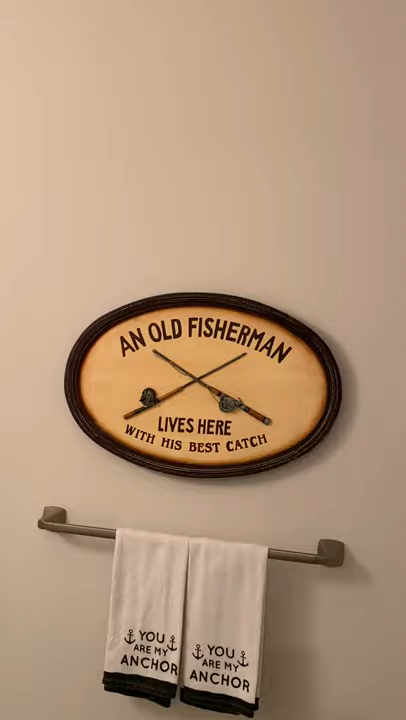 AN OLD FISHERMAN
LIVES HERE
WITH HIS BEST CATCH
YOU
ARE MY
ANCHOR
YOU
ARE MY
ANCHOR